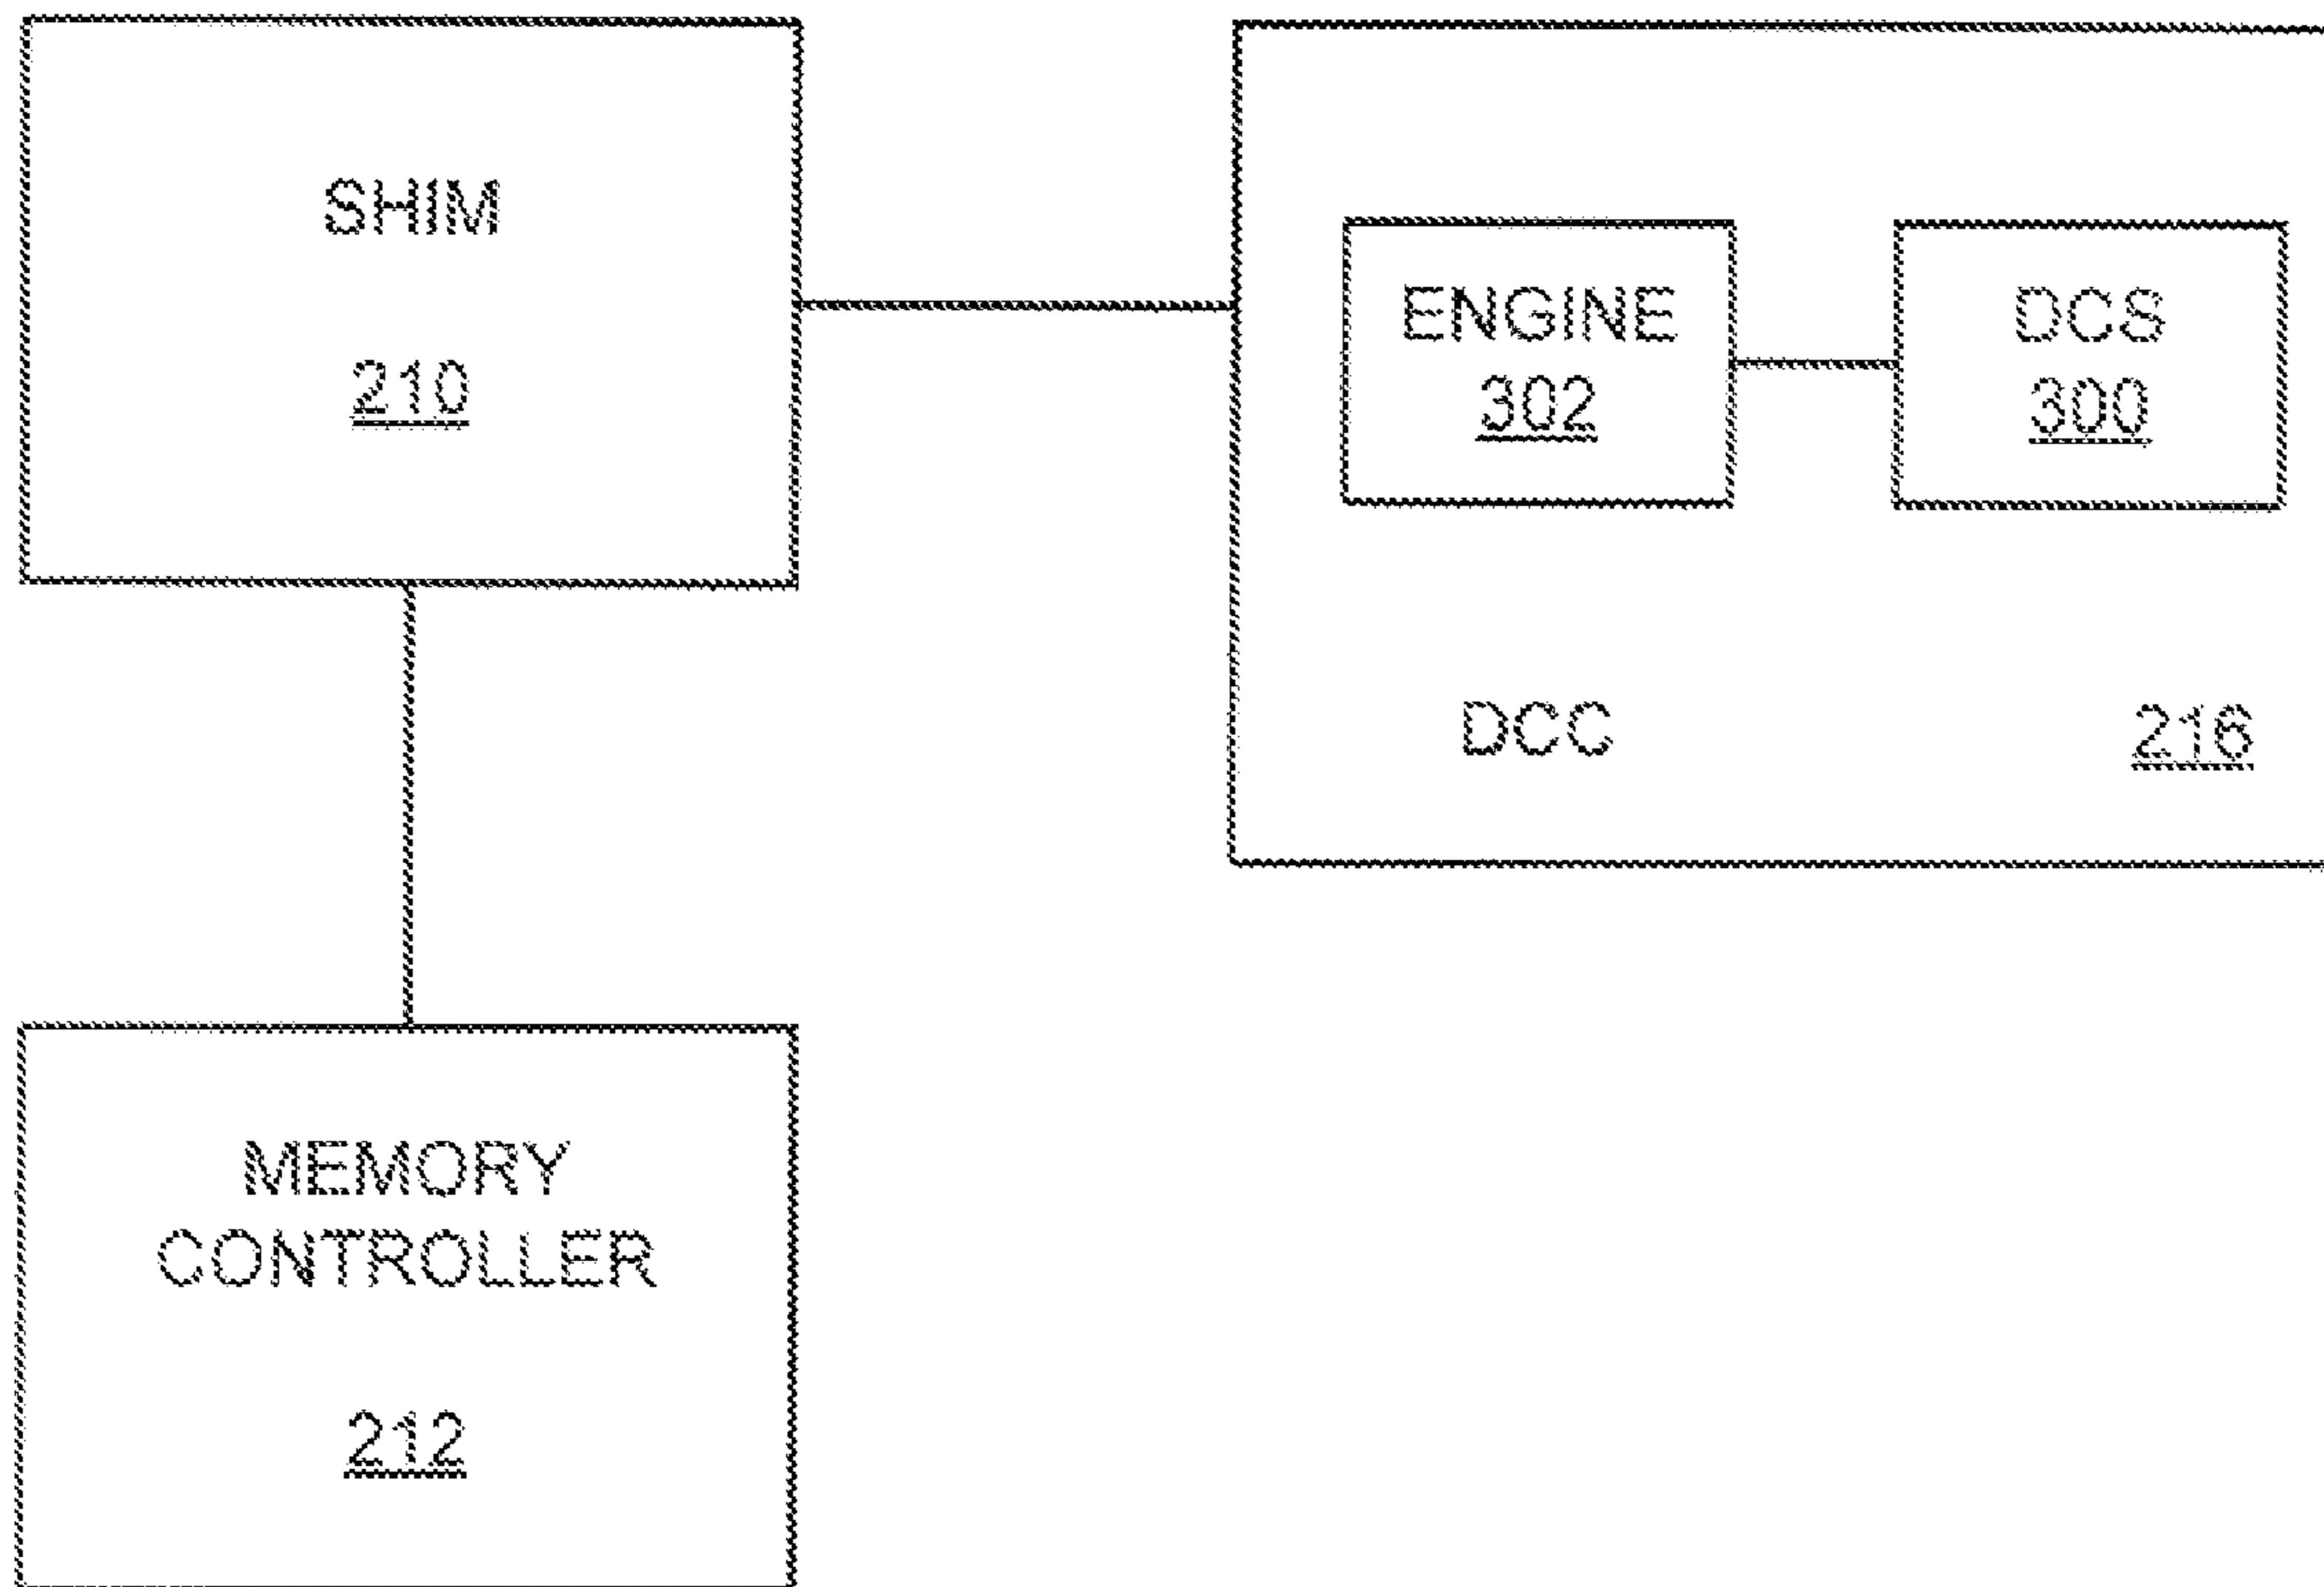 SHIM
210
ENGINE
302
DCS
300
DCC 216
MEMORY
CONTROLLER
212